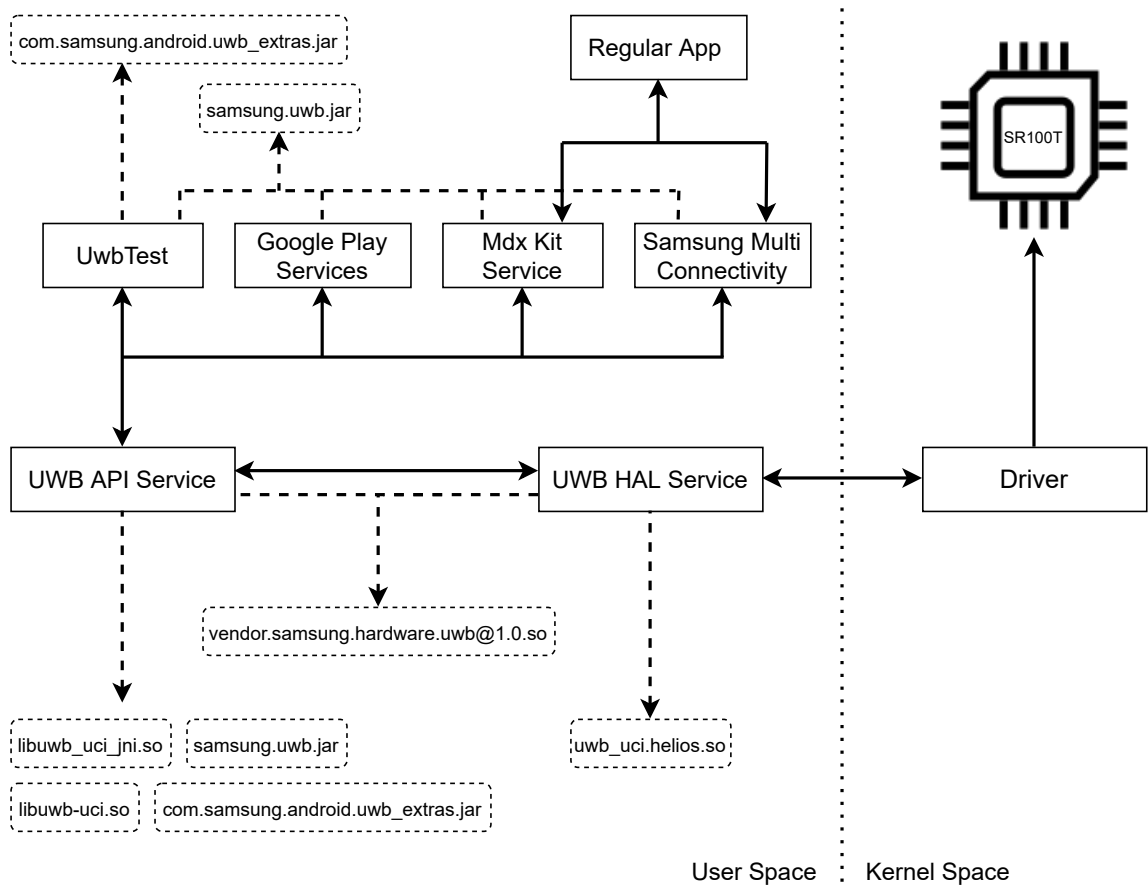 com.samsung.android.uwb_extras.jar
Regular App
samsung.uwb.jar
SR100T
UwbTest
Google Play
Services
Mdx Kit
Service
Samsung Multi
Connectivity
UWB API Service
UWB HAL Service
Driver
vendor.samsung.hardware.uwb@1.0.so
libuwb_uci_jni.so
samsung.uwb.jar
uwb_uci.helios.so
libuwb-uci.so
com.samsung.android.uwb_extras.jar
User Space
Kernel Space